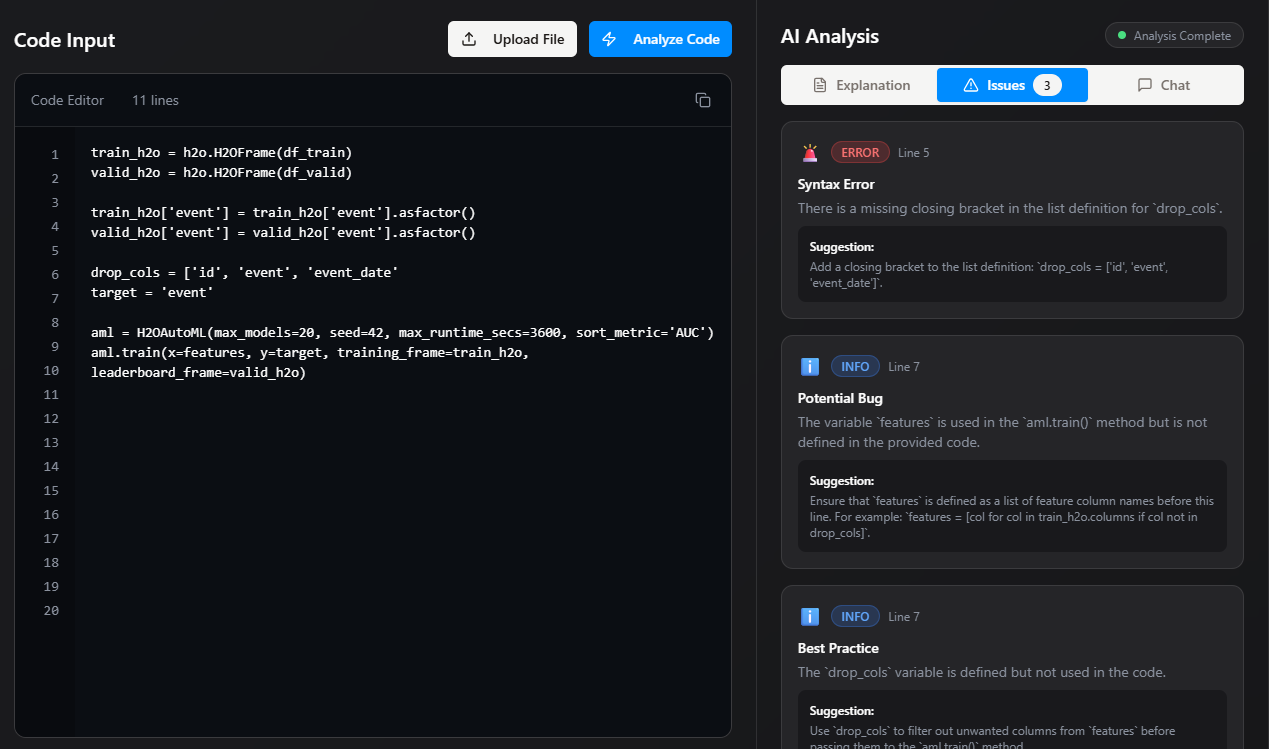 Code Input
Upload File
Analyze Code
Code Editor
11 lines
1
2
3
4
5
6
7
8
9
10
11
12
13
14
15
16
17
18
19
20
train_h2o = h2o.H2OFrame(df_train)
valid_h2o = h2o.H2OFrame(df_valid)
train_h2o['event'] = train_h2o['event'].asfactor()
valid_h2o['event'] = valid_h2o['event'].asfactor()
drop_cols = ['id', 'event', 'event_date'
target = 'event'
aml = H2OAutoML(max_models=20, seed=42, max_runtime_secs=3600, sort_metric='AUC')
aml.train(x=features, y=target, training_frame=train_h2o,
leaderboard_frame=valid_h2o)
AI Analysis
Analysis Complete
Explanation
Issues 3
Chat
ERROR Line 5
Syntax Error
There is a missing closing bracket in the list definition for `drop_cols`.
Suggestion:
Add a closing bracket to the list definition: `drop_cols = ['id', 'event',
'event_date']`.
INFO Line 7
Potential Bug
The variable `features` is used in the `aml.train()` method but is not
defined in the provided code.
Suggestion:
Ensure that `features` is defined as a list of feature column names before this
line. For example: `features = [col for col in train_h2o.columns if col not in
drop_cols]`.
INFO Line 7
Best Practice
The `drop_cols` variable is defined but not used in the code.
Suggestion:
Use `drop_cols` to filter out unwanted columns from `features` before
passing them to the `aml.train()` method.